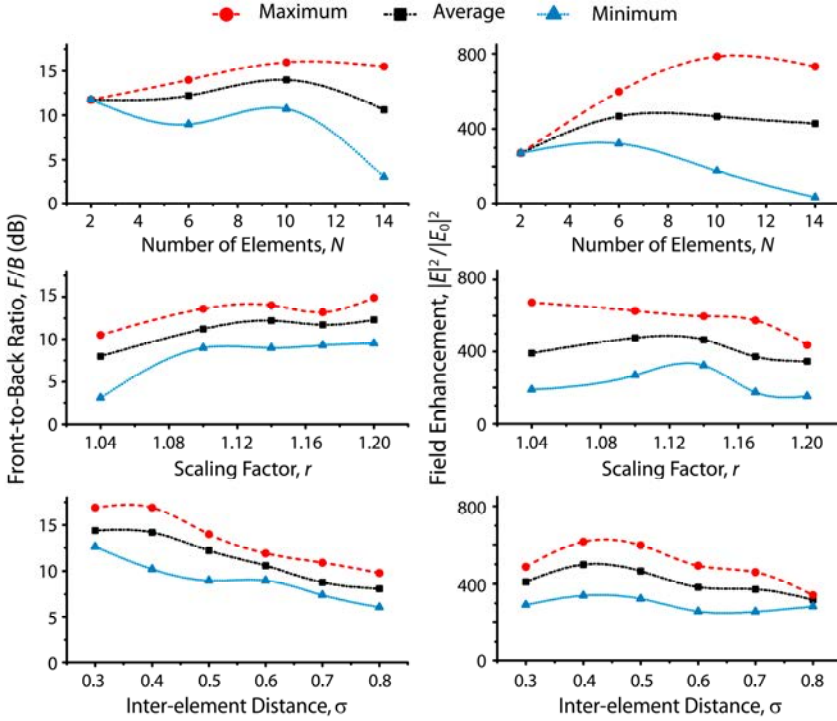 Maximum Average Minimum
15
10
5
0
2 4 6 8 10 12 14
Number of Elements, N
800
400
0
2 4 6 8 10 12 14
Number of Elements, N
Front-to-Back Ratio, F/B (dB)
15
10
5
0
1.04 1.08 1.12 1.16 1.20
Scaling Factor, r
Field Enhancement, |E|²/|E₀|²
800
400
0
1.04 1.08 1.12 1.16 1.20
Scaling Factor, r
15
10
5
0
0.3 0.4 0.5 0.6 0.7 0.8
Inter-element Distance, σ
800
400
0
0.3 0.4 0.5 0.6 0.7 0.8
Inter-element Distance, σ